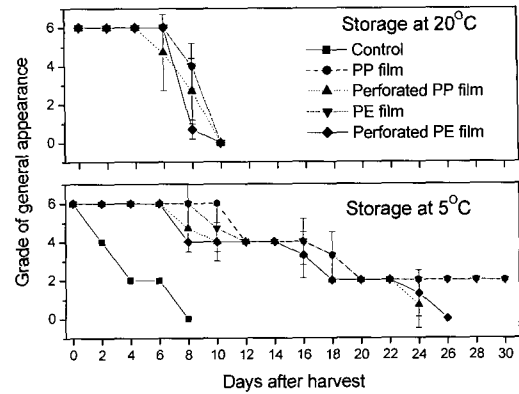 Storage at 20°C
Control
PP film
Perforated PP film
PE film
Perforated PE film
6
4
2
0
Grade of general appearance
Storage at 5°C
6
4
2
0
0 2 4 6 8 10 12 14 16 18 20 22 24 26 28 30
Days after harvest